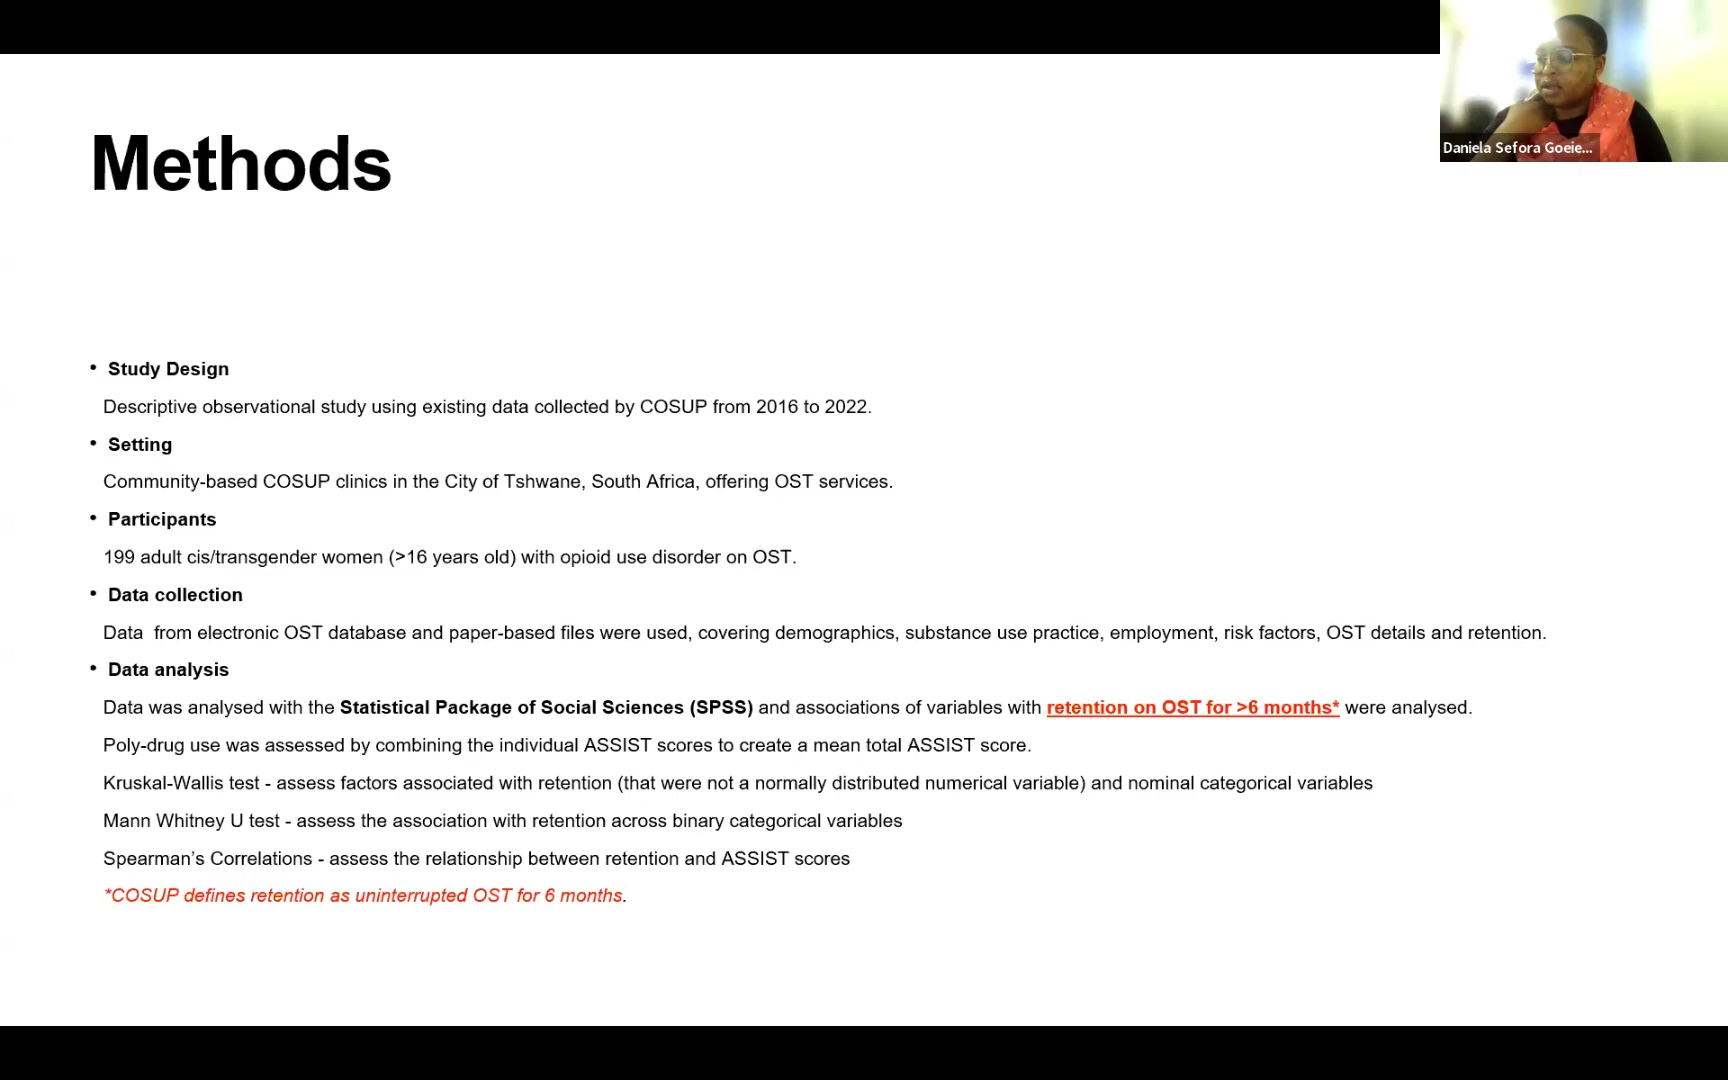 Daniela Sefora Goeie...
Methods
• Study Design
Descriptive observational study using existing data collected by COSUP from 2016 to 2022.
• Setting
Community-based COSUP clinics in the City of Tshwane, South Africa, offering OST services.
• Participants
199 adult cis/transgender women (>16 years old) with opioid use disorder on OST.
• Data collection
Data from electronic OST database and paper-based files were used, covering demographics, substance use practice, employment, risk factors, OST details and retention.
• Data analysis
Data was analysed with the Statistical Package of Social Sciences (SPSS) and associations of variables with retention on OST for >6 months* were analysed.
Poly-drug use was assessed by combining the individual ASSIST scores to create a mean total ASSIST score.
Kruskal-Wallis test - assess factors associated with retention (that were not a normally distributed numerical variable) and nominal categorical variables
Mann Whitney U test - assess the association with retention across binary categorical variables
Spearman’s Correlations - assess the relationship between retention and ASSIST scores
*COSUP defines retention as uninterrupted OST for 6 months.